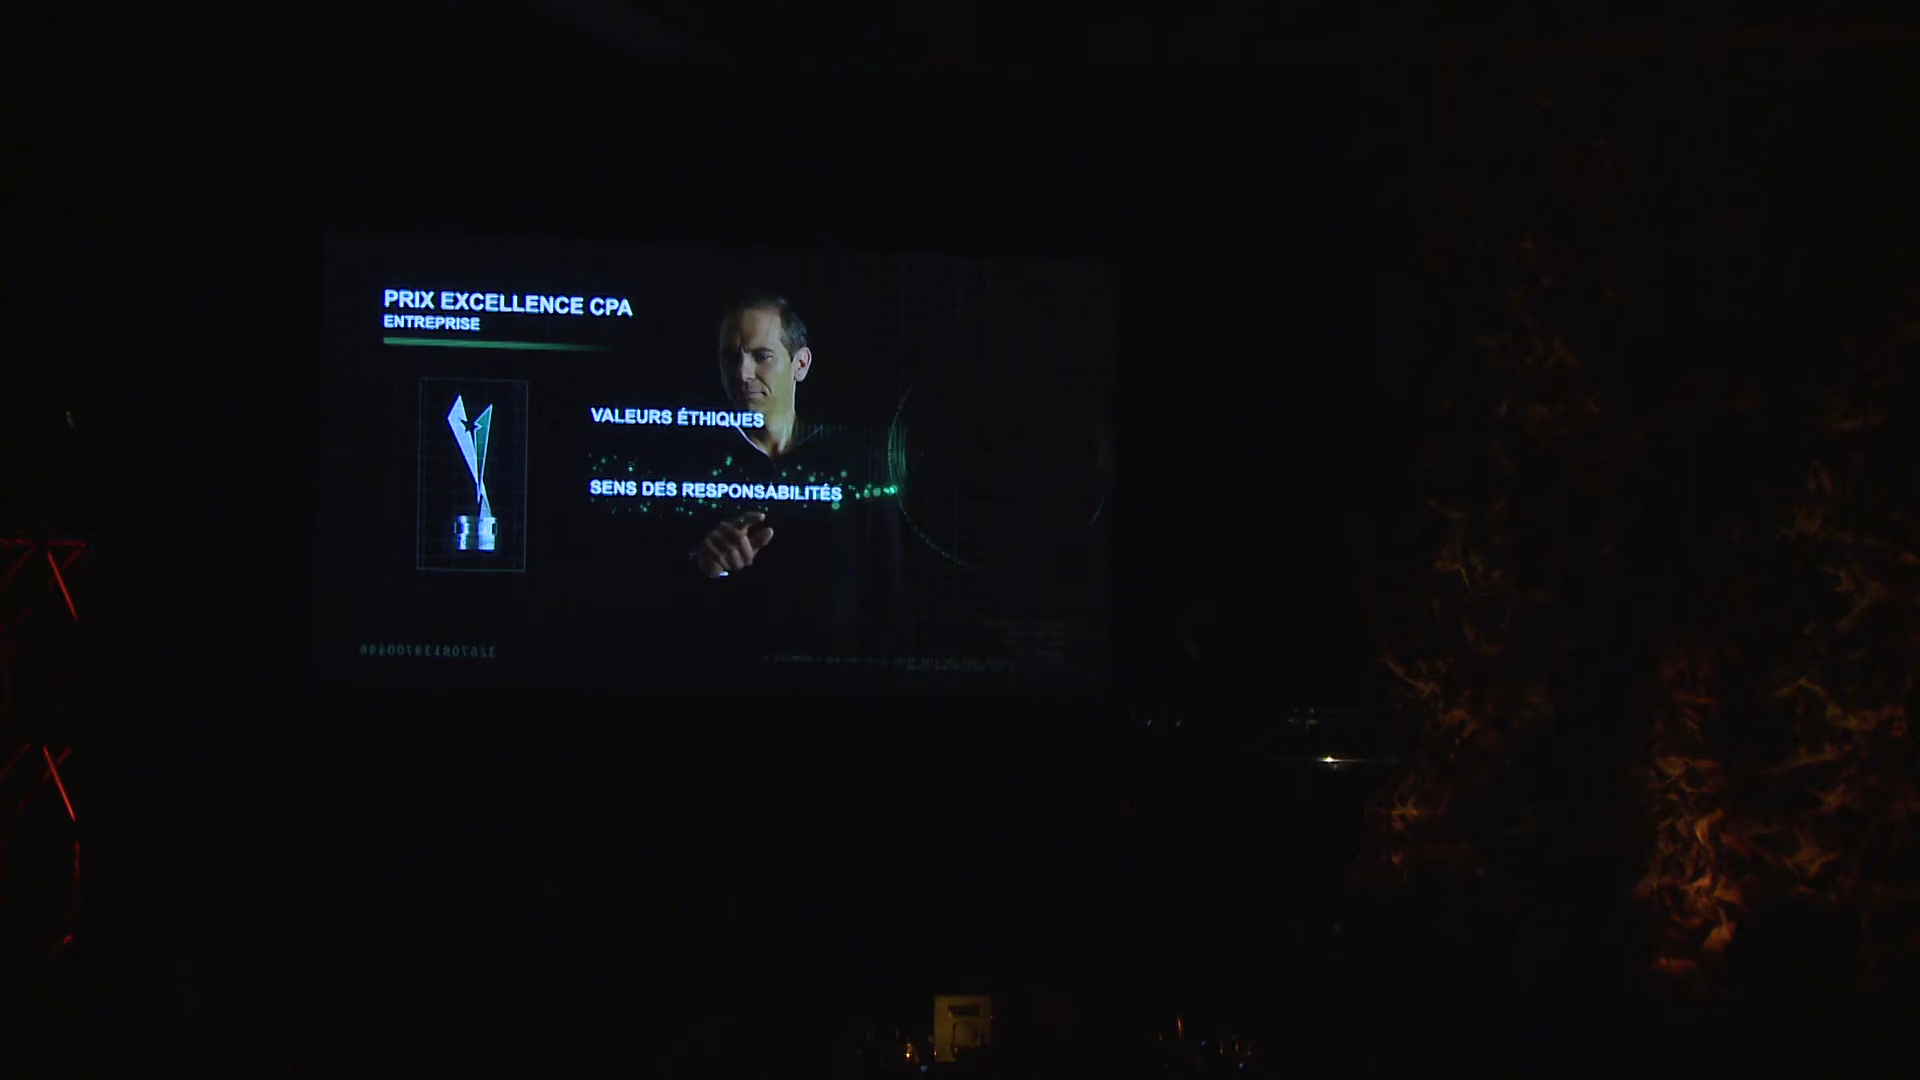 PRIX EXCELLENCE CPA
ENTREPRISE
VALEURS ÉTHIQUES
SENS DES RESPONSABILITÉS